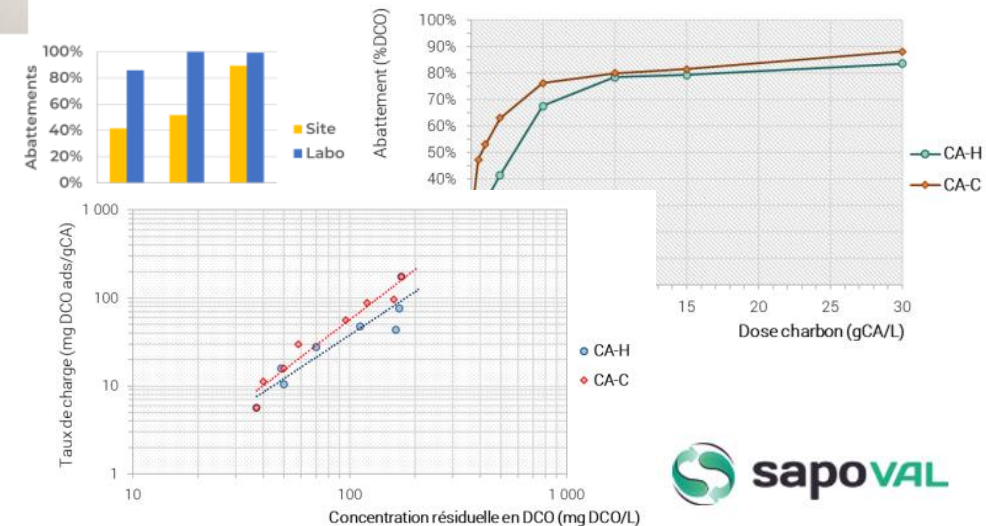 Abattements
100%
80%
60%
40%
20%
0%
Site
Labo
Abattement (%DCO)
100%
90%
80%
70%
60%
50%
40%
15
20
25
30
Dose charbon (gCA/L)
CA-H
CA-C
Taux de charge (mg DCO ads/gCA)
1 000
100
10
1
10
100
1 000
Concentration résiduelle en DCO (mg DCO/L)
CA-H
CA-C
sapoVAL